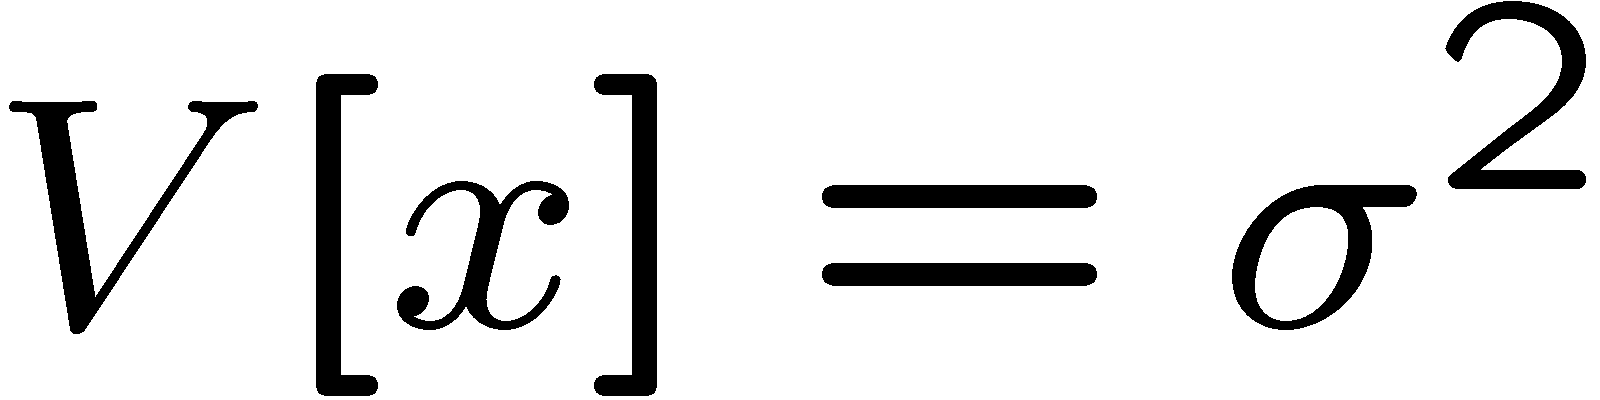 V[x] = σ²